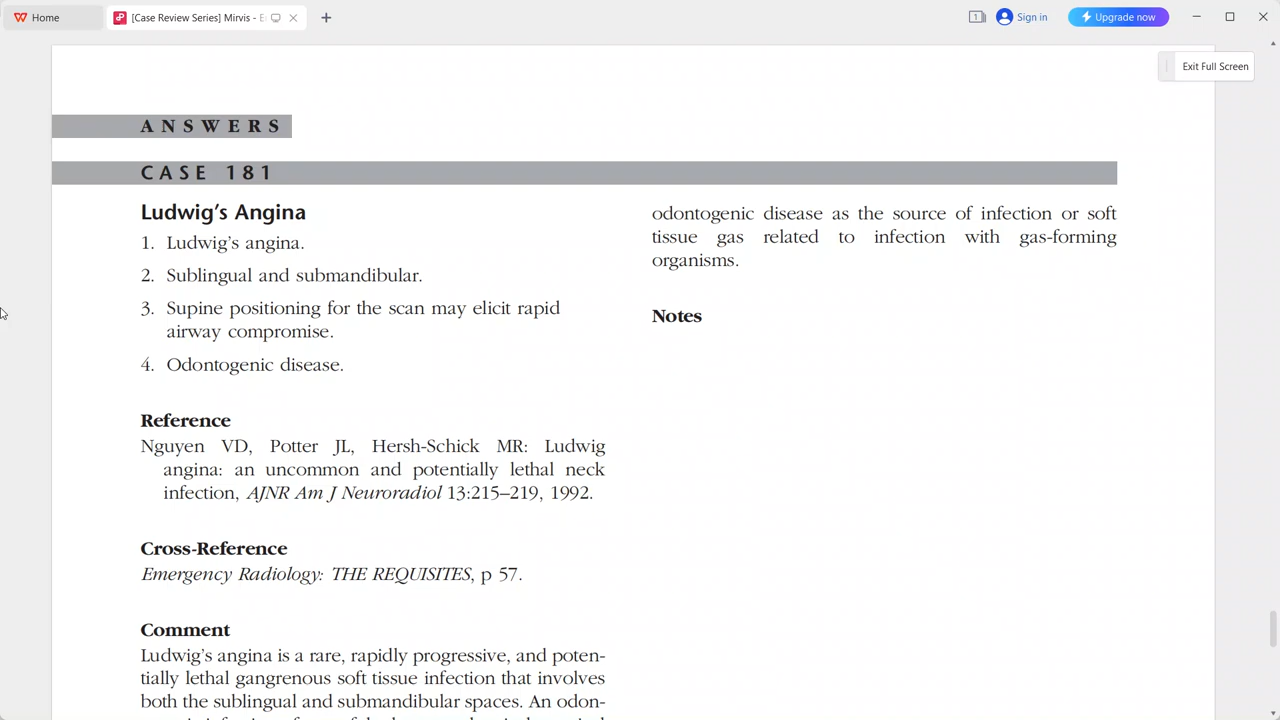 Home
[Case Review Series] Mirvis - E
1
Sign in
Upgrade now
Exit Full Screen
ANSWERS
CASE 181
Ludwig's Angina
1. Ludwig's angina.
2. Sublingual and submandibular.
3. Supine positioning for the scan may elicit rapid
airway compromise.
4. Odontogenic disease.
Reference
Nguyen VD, Potter JL, Hersh-Schick MR: Ludwig
angina: an uncommon and potentially lethal neck
infection, AJNR Am J Neuroradiol 13:215–219, 1992.
Cross-Reference
Emergency Radiology: THE REQUISITES, p 57.
Comment
Ludwig's angina is a rare, rapidly progressive, and poten-
tially lethal gangrenous soft tissue infection that involves
both the sublingual and submandibular spaces. An odon-
odontogenic disease as the source of infection or soft
tissue gas related to infection with gas-forming
organisms.
Notes